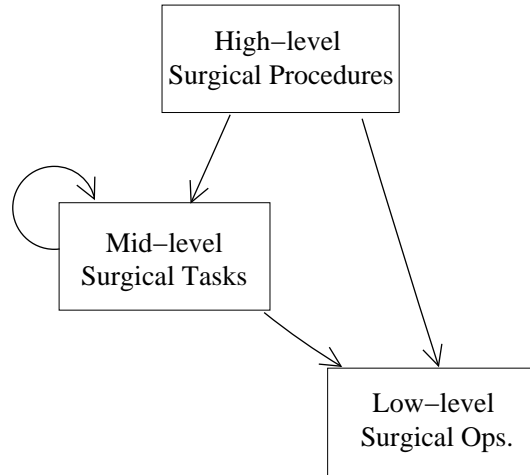 High−level
Surgical Procedures
Mid−level
Surgical Tasks
Low−level
Surgical Ops.